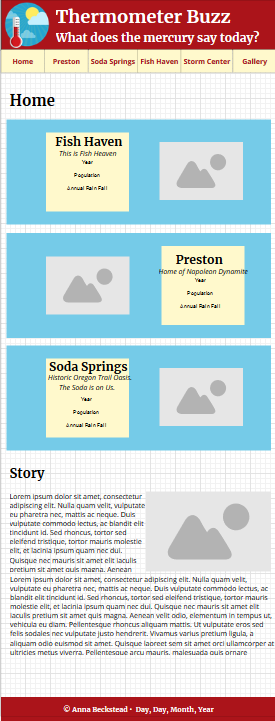 Thermometer Buzz
What does the mercury say today?
Home Preston Soda Springs Fish Haven Storm Center Gallery
Home
Fish Haven
This is Fish Heaven
Year
Population
Annual Rain Fall
Preston
Home of Napolean Dynamite
Year
Population
Annual Rain Fall
Soda Springs
Historic Oregon Trail Oasis.
The Soda is on Us.
Year
Population
Annual Rain Fall
Story
Lorem ipsum dolor sit amet, consectetur
adipiscing elit. Nulla quam velit, vulputate
eu pharetra nec, mattis ac neque. Duis
vulputate commodo lectus, ac blandit elit
tincidunt id. Sed rhoncus, tortor sed
eleifend tristique, tortor mauris molestie
elit, et lacinia ipsum quam nec dui.
Quisque nec mauris sit amet elit iaculis
pretium sit amet quis magna. Aenean
Lorem ipsum dolor sit amet, consectetur adipiscing elit. Nulla quam velit,
vulputate eu pharetra nec, mattis ac neque. Duis vulputate commodo lectus, ac
blandit elit tincidunt id. Sed rhoncus, tortor sed eleifend tristique, tortor mauris
molestie elit, et lacinia ipsum quam nec dui. Quisque nec mauris sit amet elit
iaculis pretium sit amet quis magna. Aenean velit odio, elementum in tempus ut,
vehicula eu diam. Pellentesque rhoncus aliquam mattis. Ut vulputate eros sed
felis sodales nec vulputate justo hendrerit. Vivamus varius pretium ligula, a
aliquam odio euismod sit amet. Quisque laoreet sem sit amet orci ullamcorper at
ultricies metus viverra. Pellentesque arcu mauris, malesuada quis ornare
© Anna Beckstead • Day, Day, Month, Year